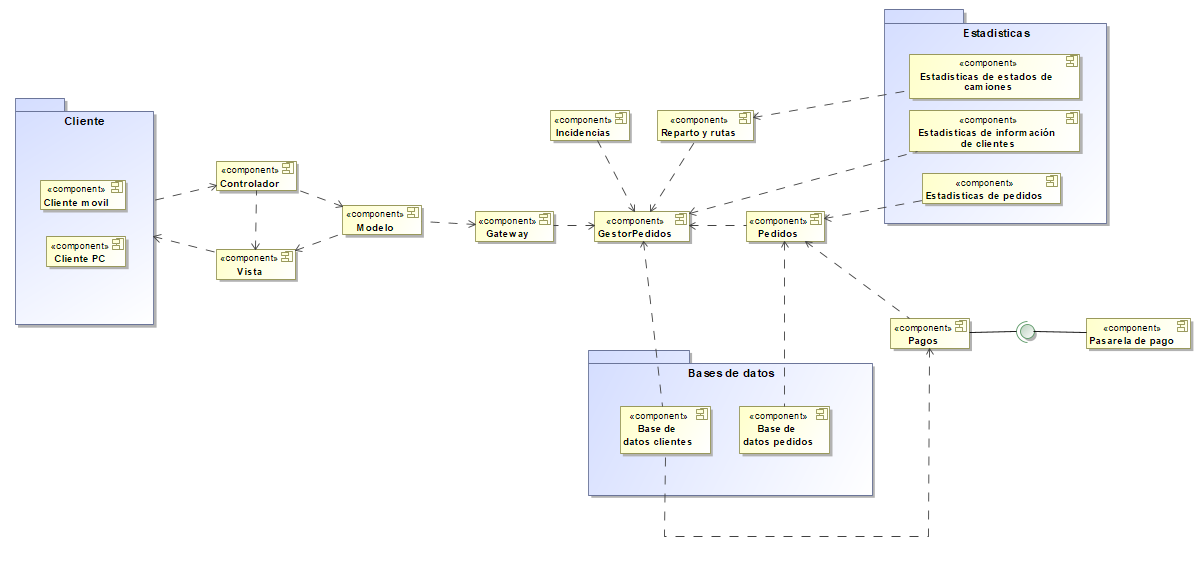 Estadisticas
«component»
Estadisticas de estados de
camiones
«component»
Estadisticas de información
de clientes
«component»
Estadisticas de pedidos
Cliente
«component»
Cliente movil
«component»
Cliente PC
«component»
Controlador
«component»
Vista
«component»
Modelo
«component»
Gateway
«component»
Incidencias
«component»
Reparto y rutas
«component»
GestorPedidos
«component»
Pedidos
«component»
Pagos
«component»
Pasarela de pago
Bases de datos
«component»
Base de
datos clientes
«component»
Base de
datos pedidos